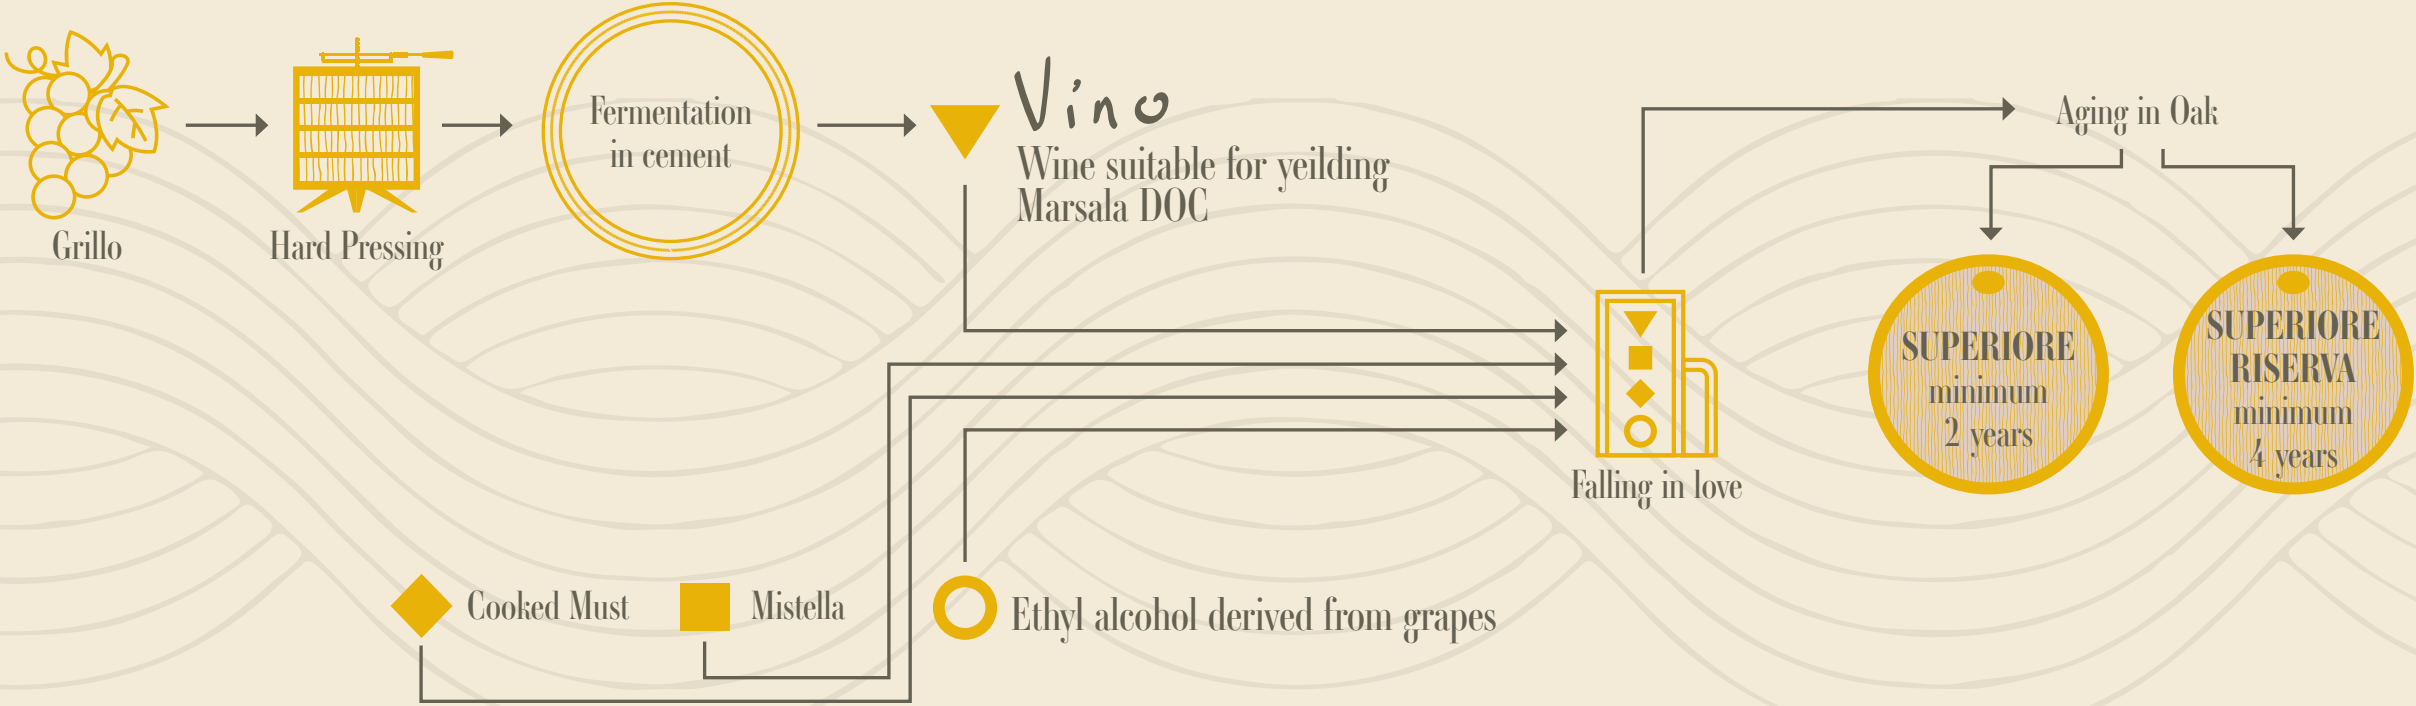 Grillo
Hard Pressing
Fermentation
in cement
Vino
Wine suitable for yeilding
Marsala DOC
Cooked Must
Mistella
Ethyl alcohol derived from grapes
Falling in love
Aging in Oak
SUPERIORE
minimum
2 years
SUPERIORE
RISERVA
minimum
4 years